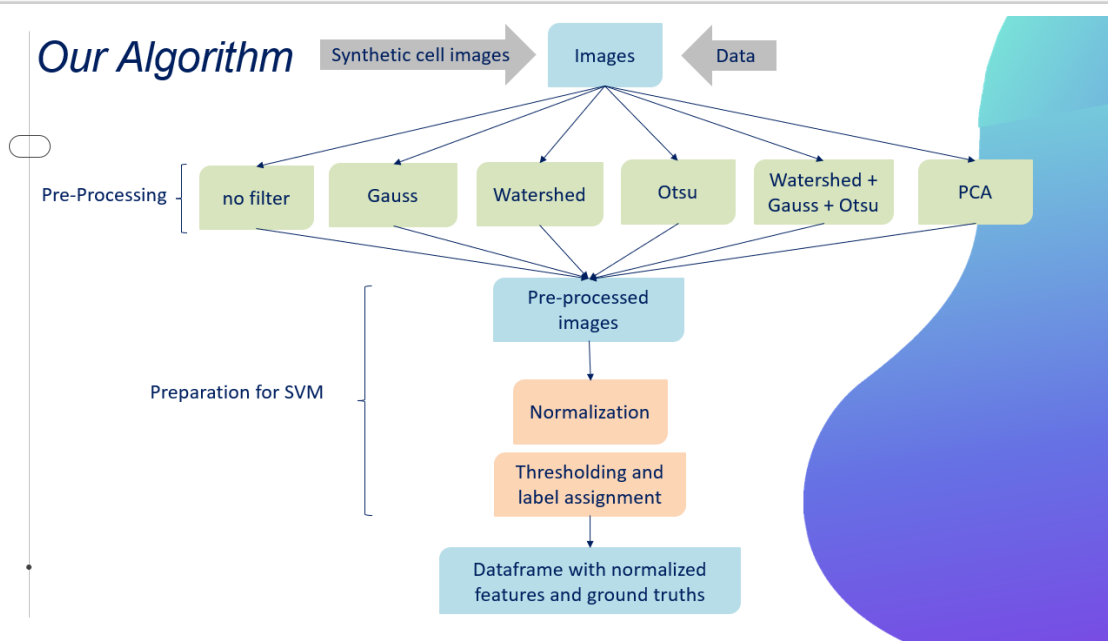 Our Algorithm
Synthetic cell images
Images
Data
Pre-Processing
no filter
Gauss
Watershed
Otsu
Watershed +
Gauss + Otsu
PCA
Pre-processed
images
Preparation for SVM
Normalization
Thresholding and
label assignment
Dataframe with normalized
features and ground truths